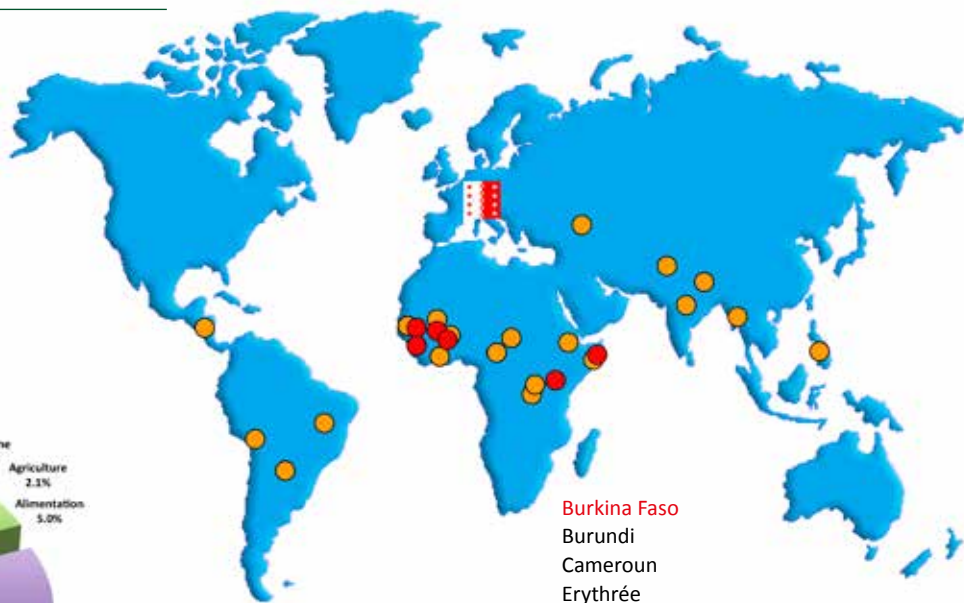 Agriculture
2.1%
Alimentation
5.0%
Burkina Faso
Burundi
Cameroun
Erythrée